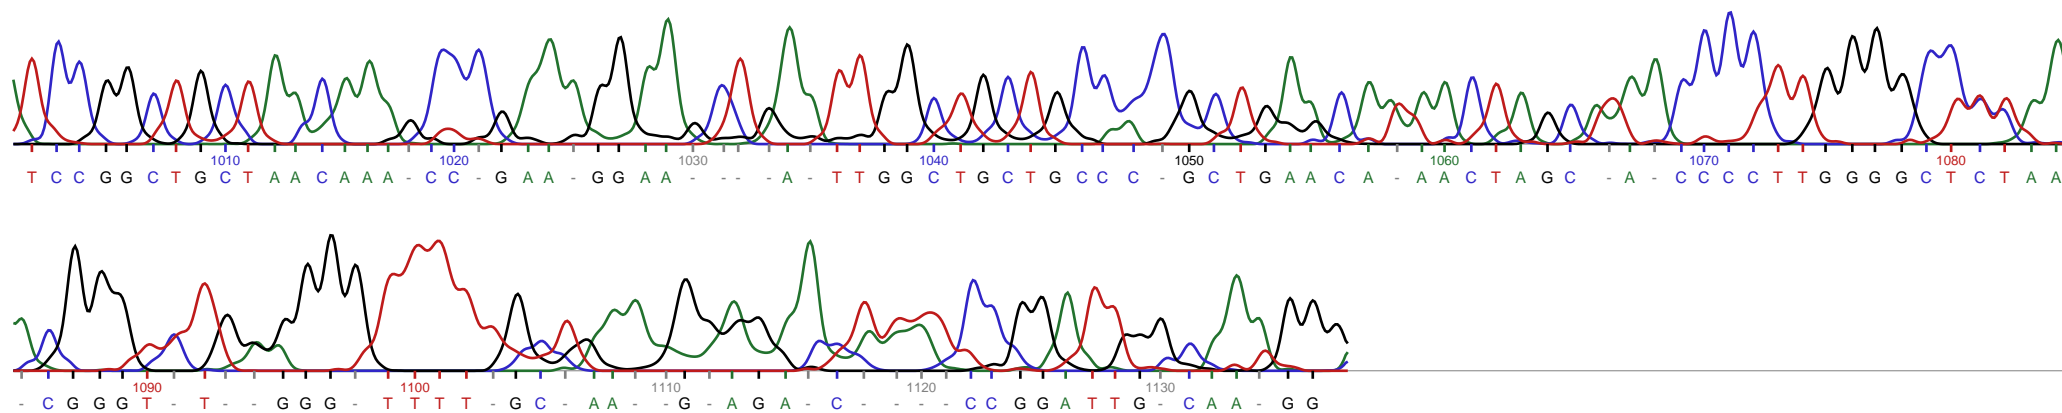 1010 1020 1030 1040 1050 1060 1070 1080
T C C G G C T G C T A A C A A A - C C - G A A - G G A A - - - A - T T G G C T G C T G C C C - G C T G A A C A - A A C T A G C - A - C C C C T T G G G G C T C T A A
1090 1100 1110 1120 1130
- C G G G T - T - - G G G - T T T T - G C - A A - - G - A G A - C - - - - C C G G A T T G - C A A - G G